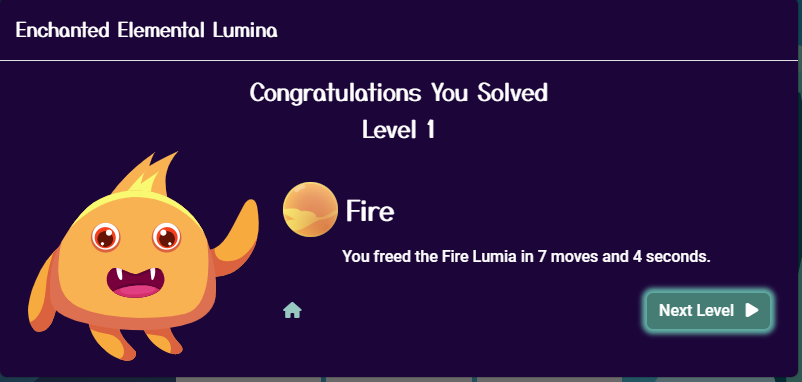 Enchanted Elemental Lumina
Congratulations You Solved
Level 1
Fire
You freed the Fire Lumia in 7 moves and 4 seconds.
Next Level